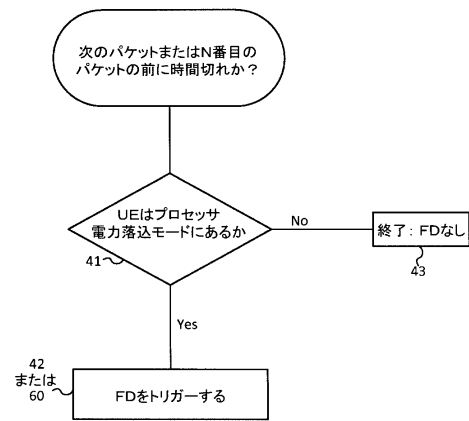 次のパケットまたはN番目の
パケットの前に時間切れか？
UEはプロセッサ
電力落込モードにあるか
41
No
終了：FDなし
43
Yes
42
または
60
FDをトリガーする